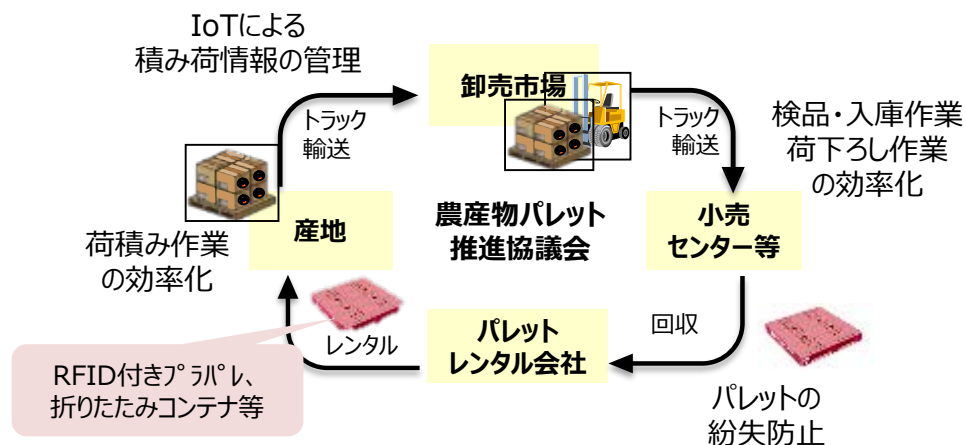 IoTによる
積み荷情報の管理
卸売市場
トラック
輸送
トラック
輸送
検品・入庫作業
荷下ろし作業
の効率化
荷積み作業
の効率化
産地
農産物パレット
推進協議会
小売
センター等
レンタル
パレット
レンタル会社
回収
RFID付きﾌﾟﾗﾊﾟﾚ、
折りたたみコンテナ等
パレットの
紛失防止